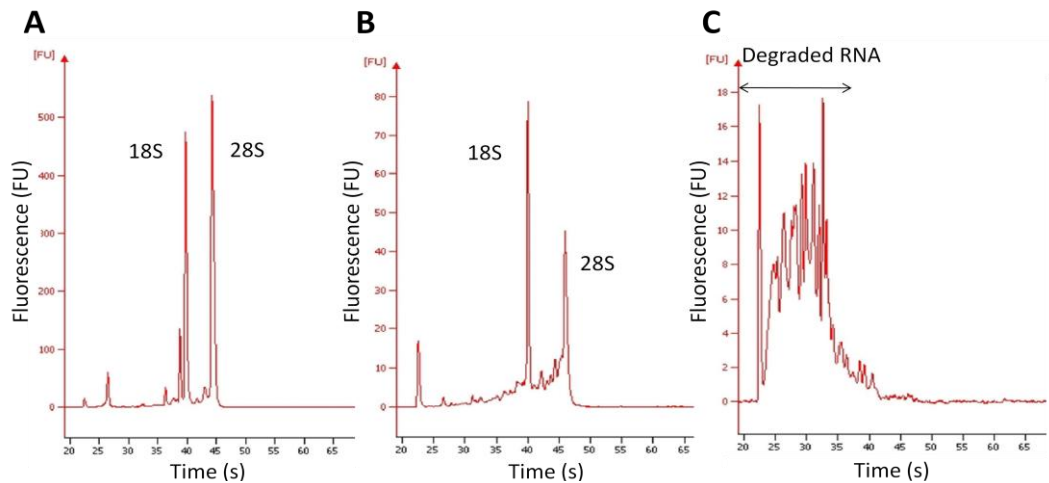 A
[FU]
500
400
300
200
100
0
18S
28S
Fluorescence (FU)
20 25 30 35 40 45 50 55 60 65
Time (s)
B
[FU]
80
70
60
50
40
30
20
10
0
18S
28S
Fluorescence (FU)
20 25 30 35 40 45 50 55 60 65
Time (s)
C
Degraded RNA
[FU]
18
16
14
12
10
8
6
4
2
0
Fluorescence (FU)
20 25 30 35 40 45 50 55 60 65
Time (s)